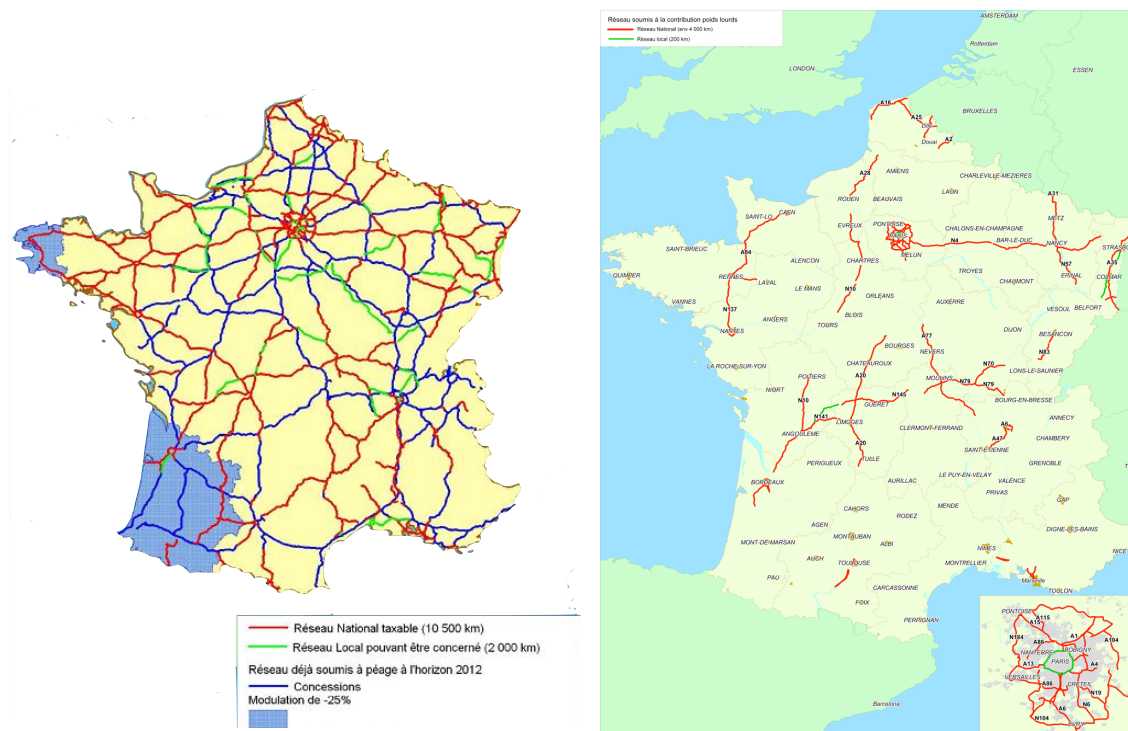 Réseau National taxable (10 500 km)
Réseau Local pouvant être concerné (2 000 km)
Réseau déjà soumis à péage à l'horizon 2012
Concessions
Modulation de -25%
Réseau soumis à la contribution poids lourds
Réseau National (env 4 000 km)
Réseau local (200 km)
AMSTERDAM
Rotterdam
LONDON
ESSEN
BRUXELLES
A16
A25
Lille
Douai
A2
A28
AMIENS
CHARLEVILLE-MEZIERES
LAON
ROUEN
BEAUVAIS
A31
SAINT-LO
CAEN
METZ
EVREUX
PONTOISE
PARIS
CHALONS-EN-CHAMPAGNE
BAR-LE-DUC
N4
NANCY
STRASBO
SAINT-BRIEUC
A84
MELUN
ALENCON
CHARTRES
QUIMPER
RENNES
LAVAL
LE MANS
N10
TROYES
CHAUMONT
N57
EPINAL
A35
COLMAR
VANNES
N137
ORLEANS
AUXERRE
VESOUL
BELFORT
NANTES
ANGERS
BLOIS
TOURS
A77
DIJON
BESANCON
BOURGES
NEVERS
N83
LA ROCHE-SUR-YON
CHATEAUROUX
POITIERS
A20
N70
LONS-LE-SAUNIER
NIORT
MOULINS
N79
N79
N10
N145
GUERET
BOURG-EN-BRESSE
N141
LIMOGES
ANGOULEME
CLERMONT-FERRAND
A6
ANNECY
A47
CHAMBERY
A20
SAINT-ETIENNE
TULLE
PERIGUEUX
GRENOBLE
LE PUY-EN-VELAY
BORDEAUX
AURILLAC
VALENCE
PRIVAS
CAHORS
MENDE
GAP
AGEN
RODEZ
MONTAUBAN
DIGNE-LES-BAINS
MONT-DE-MARSAN
ALBI
NIMES
NICE
AUCH
TOULOUSE
MONTPELLIER
PAU
Marseille
CARCASSONNE
TOULON
FOIX
PERPIGNAN
Barcelona
PONTOISE
A115
A15
N184
A1
A104
A86
BOBIGNY
NANTERRE
PARIS
A13
A4
VERSAILLES
A86
CRETEIL
N19
A6
N6
N104
EVRY